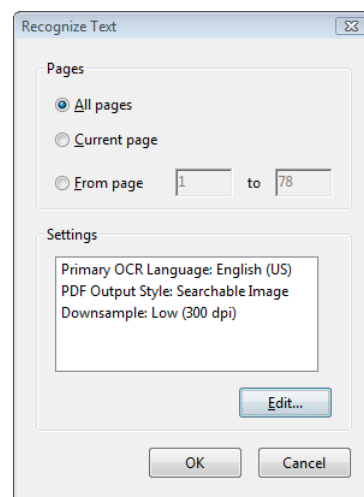 Recognize Text
Pages
All pages
Current page
From page 1 to 78
Settings
Primary OCR Language: English (US)
PDF Output Style: Searchable Image
Downsample: Low (300 dpi)
Edit...
OK Cancel